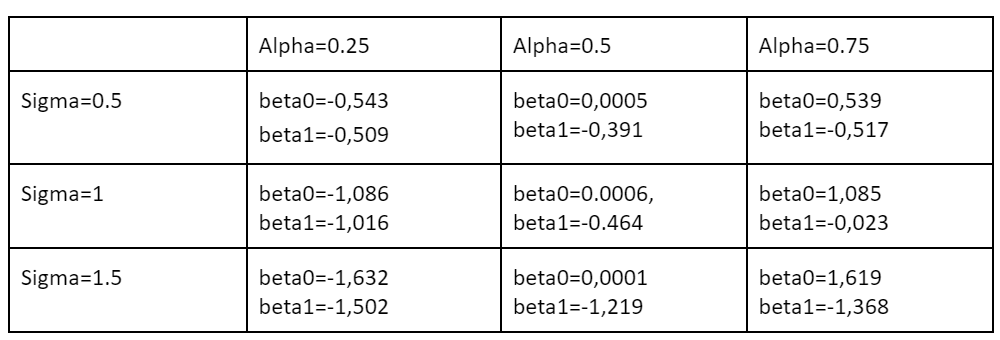 Alpha=0.25 Alpha=0.5 Alpha=0.75
Sigma=0.5 beta0=-0,543 beta0=0,0005 beta0=0,539
beta1=-0,509 beta1=-0,391 beta1=-0,517
Sigma=1 beta0=-1,086 beta0=0.0006, beta0=1,085
beta1=-1,016 beta1=-0.464 beta1=-0,023
Sigma=1.5 beta0=-1,632 beta0=0,0001 beta0=1,619
beta1=-1,502 beta1=-1,219 beta1=-1,368